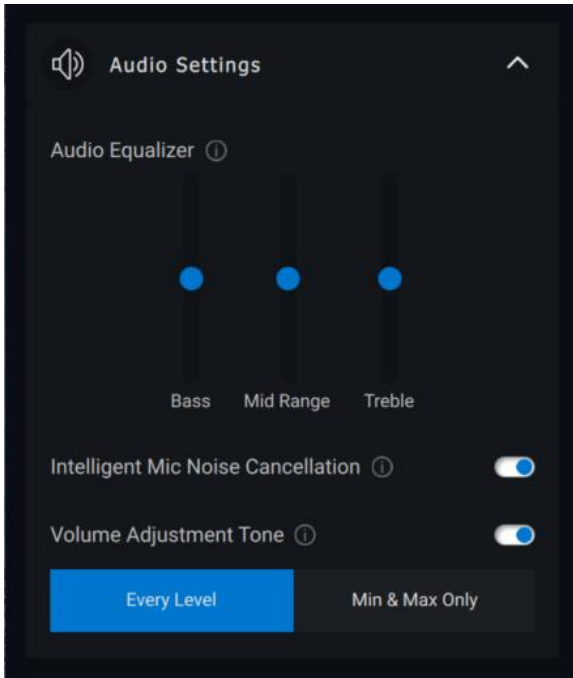 Audio Settings
Audio Equalizer
Bass Mid Range Treble
Intelligent Mic Noise Cancellation
Volume Adjustment Tone
Every Level Min & Max Only